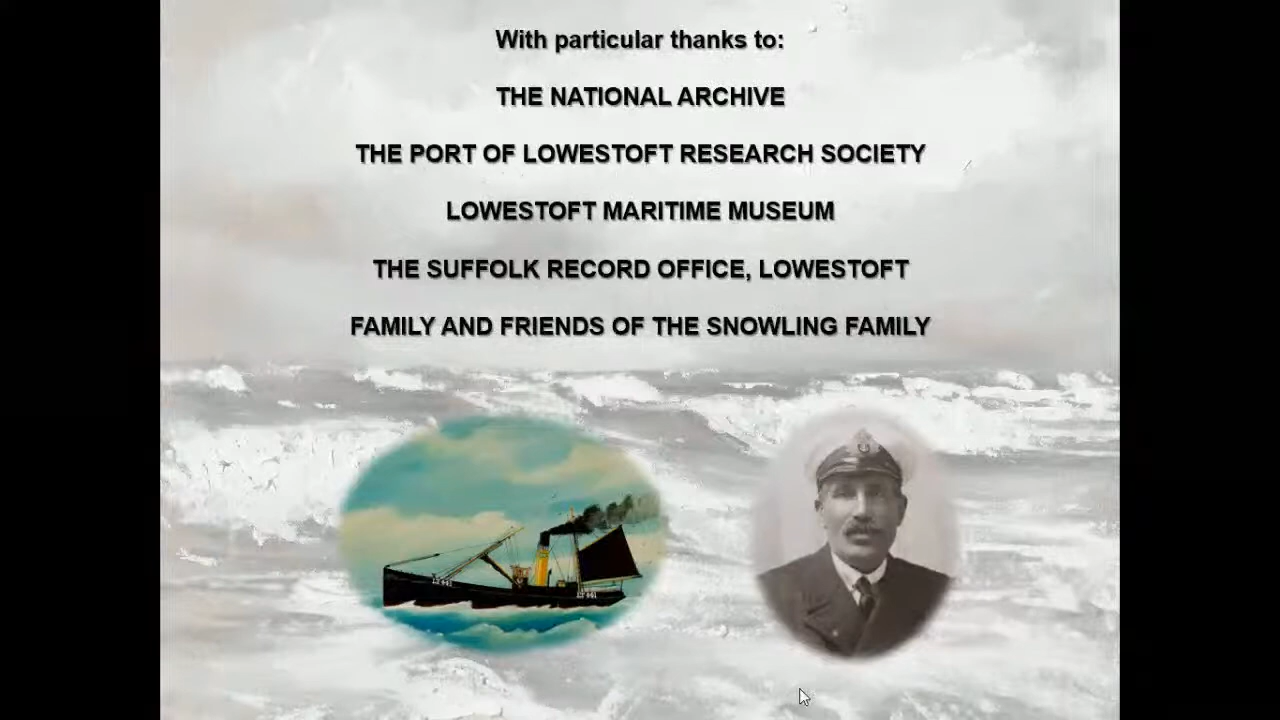 With particular thanks to:
THE NATIONAL ARCHIVE
THE PORT OF LOWESTOFT RESEARCH SOCIETY
LOWESTOFT MARITIME MUSEUM
THE SUFFOLK RECORD OFFICE, LOWESTOFT
FAMILY AND FRIENDS OF THE SNOWLING FAMILY